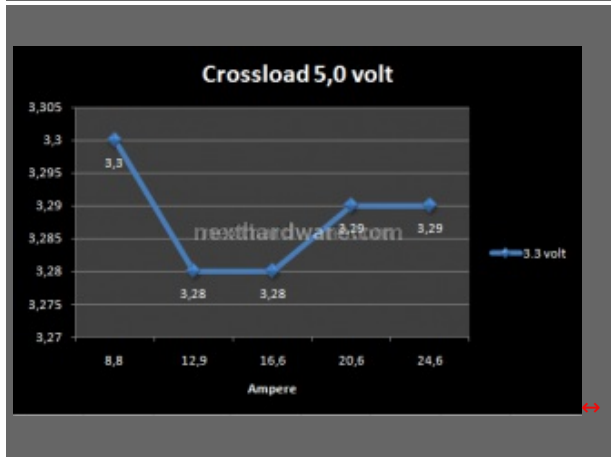 Crossload 5,0 volt
3,305
3,3
3,295
3,29
3,285
3,28
3,275
3,27
3,3
3,28
3,28
3,29
3,29
nexthardware.com
3.3 volt
8,8 12,9 16,6 20,6 24,6
Ampere